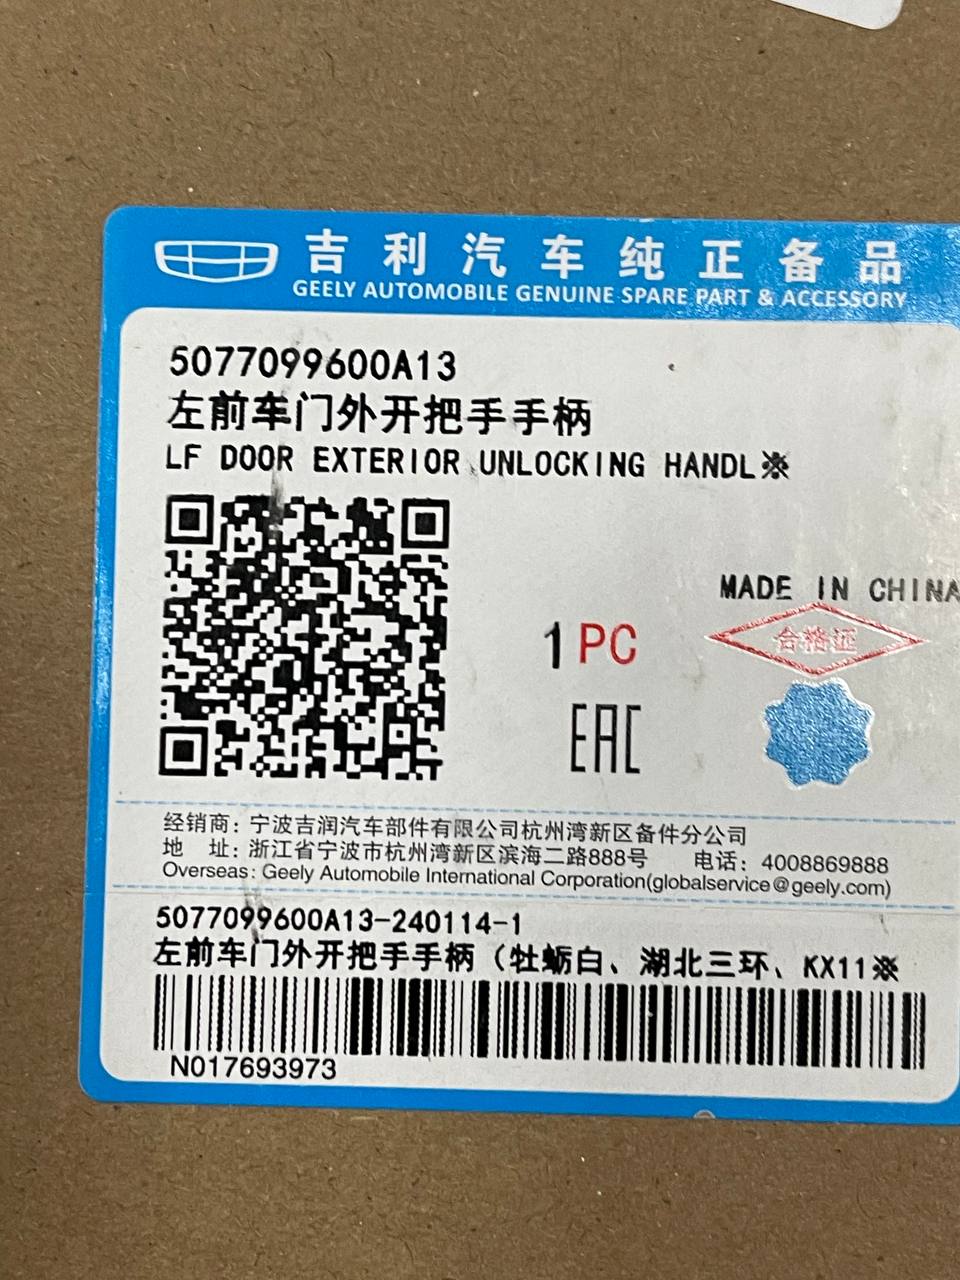 吉利汽车纯正备品
GEELY AUTOMOBILE GENUINE SPARE PART & ACCESSORY
5077099600A13
左前车门外开把手手柄
LF DOOR EXTERIOR UNLOCKING HANDL※
MADE IN CHINA
合格证
1 PC
EAC
经销商：宁波吉润汽车部件有限公司杭州湾新区备件分公司
地 址：浙江省宁波市杭州湾新区滨海二路888号 电话：4008869888
Overseas: Geely Automobile International Corporation(globalservice@geely.com)
5077099600A13-240114-1
左前车门外开把手手柄（牡蛎白、湖北三环、KX11※
N017693973